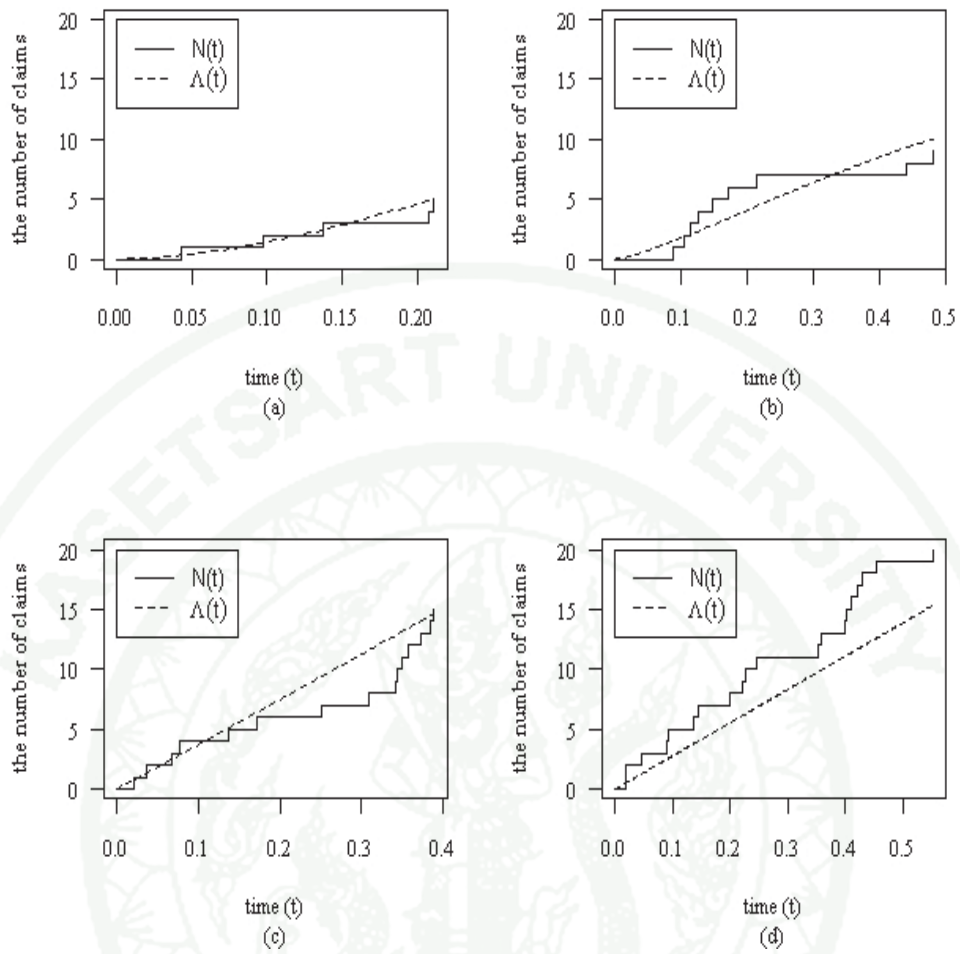 the number of claims
20
15
10
5
0
N(t)
Λ(t)
0.00 0.05 0.10 0.15 0.20
time (t)
(a)
the number of claims
20
15
10
5
0
N(t)
Λ(t)
0.0 0.1 0.2 0.3 0.4 0.5
time (t)
(b)
KASETSART UNIVERSITY
the number of claims
20
15
10
5
0
N(t)
Λ(t)
0.0 0.1 0.2 0.3 0.4
time (t)
(c)
the number of claims
20
15
10
5
0
N(t)
Λ(t)
0.0 0.1 0.2 0.3 0.4 0.5
time (t)
(d)